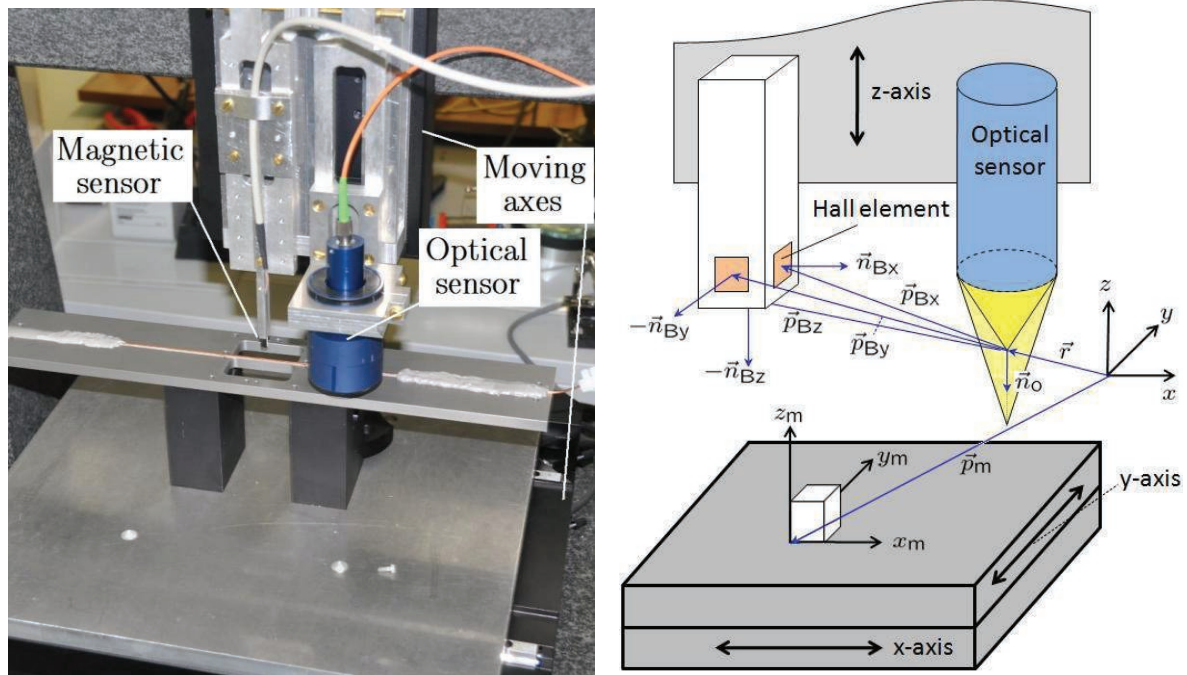 Magnetic
sensor
Moving
axes
Optical
sensor
z-axis
Optical
sensor
Hall element
n⃗Bx
p⃗Bx
−n⃗By
p⃗Bz
p⃗By
−n⃗Bz
z
y
r⃗
n⃗O
x
zm
ym
p⃗m
y-axis
xm
x-axis